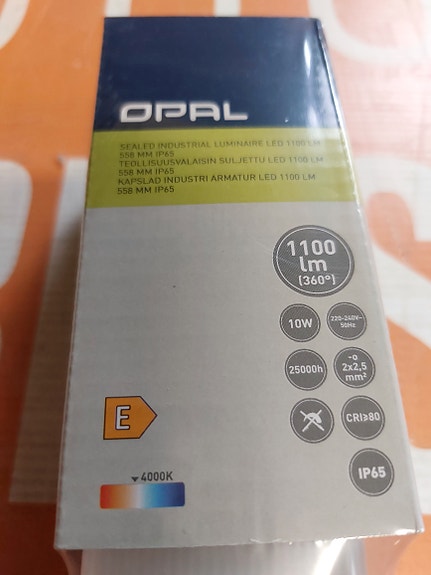 OPAL
SEALED INDUSTRIAL LUMINAIRE LED 1100 LM
558 MM IP65
TEOLLISUUSVALAISIN SULJETTU LED 1100 LM
558 MM IP65
KAPSLAD INDUSTRI ARMATUR LED 1100 LM
558 MM IP65
1100
lm
(360°)
10W
220-240V~
50Hz
25000h
2x2,5
mm²
E
CRI≥80
4000K
IP65